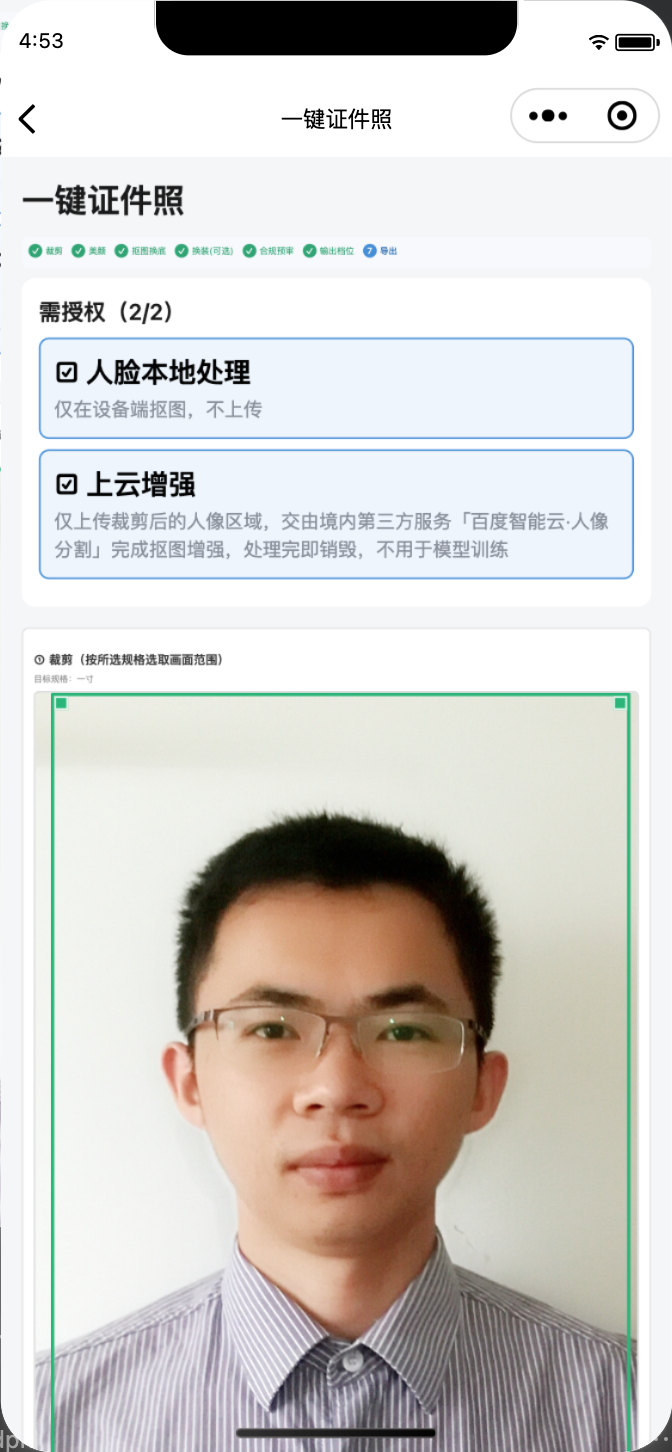 4:53
一键证件照
一键证件照
裁剪 美颜 抠图换底 换装(可选) 合规预审 输出档位 7 导出
需授权（2/2）
人脸本地处理
仅在设备端抠图，不上传
上云增强
仅上传裁剪后的人像区域，交由境内第三方服务「百度智能云·人像
分割」完成抠图增强，处理完即销毁，不用于模型训练
① 裁剪（按所选规格选取画面范围）
目标规格：一寸